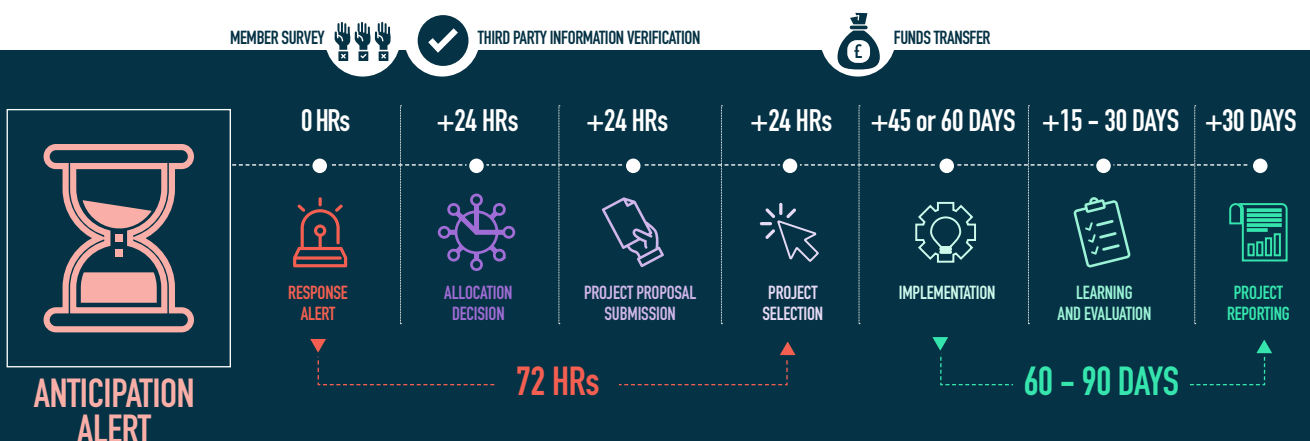 MEMBER SURVEY
THIRD PARTY INFORMATION VERIFICATION
£
FUNDS TRANSFER
0 HRs
+24 HRs
+24 HRs
+24 HRs
+45 or 60 DAYS
+15 – 30 DAYS
+30 DAYS
RESPONSE
ALERT
ALLOCATION
DECISION
PROJECT PROPOSAL
SUBMISSION
PROJECT
SELECTION
IMPLEMENTATION
LEARNING
AND EVALUATION
PROJECT
REPORTING
72 HRs
60 – 90 DAYS
ANTICIPATION
ALERT